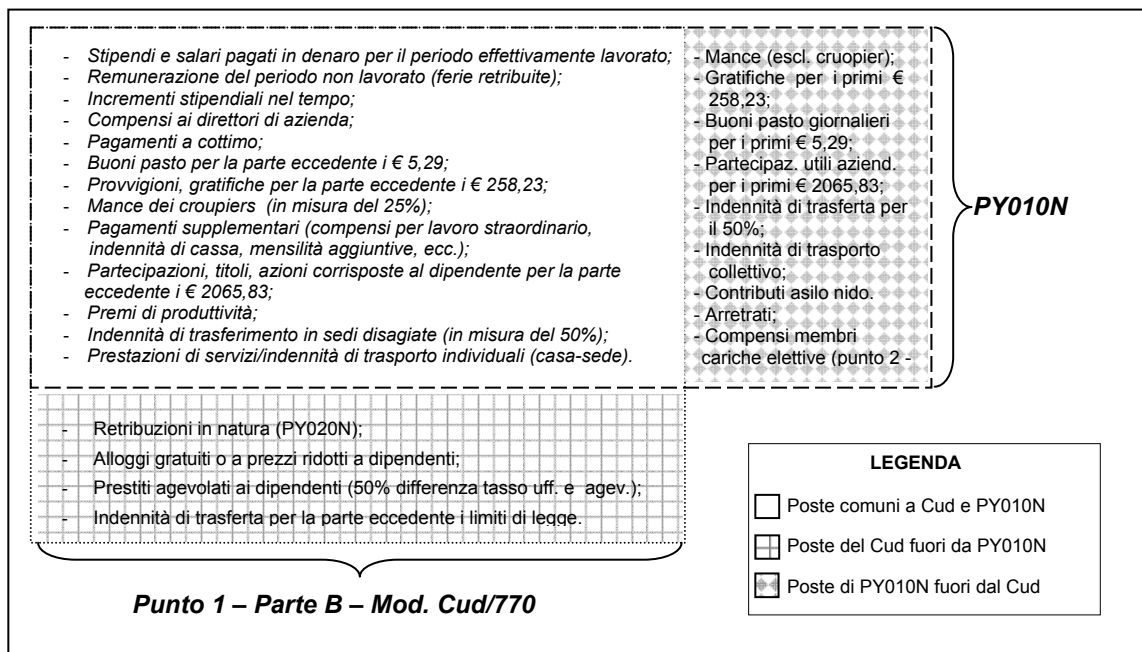 - Stipendi e salari pagati in denaro per il periodo effettivamente lavorato;
- Remunerazione del periodo non lavorato (ferie retribuite);
- Incrementi stipendiali nel tempo;
- Compensi ai direttori di azienda;
- Pagamenti a cottimo;
- Buoni pasto per la parte eccedente i € 5,29;
- Provvigioni, gratifiche per la parte eccedente i € 258,23;
- Mance dei croupiers (in misura del 25%);
- Pagamenti supplementari (compensi per lavoro straordinario,
indennità di cassa, mensilità aggiuntive, ecc.);
- Partecipazioni, titoli, azioni corrisposte al dipendente per la parte
eccedente i € 2065,83;
- Premi di produttività;
- Indennità di trasferimento in sedi disagiate (in misura del 50%);
- Prestazioni di servizi/indennità di trasporto individuali (casa-sede).
- Mance (escl. cruopier);
- Gratifiche per i primi €
258,23;
- Buoni pasto giornalieri
per i primi € 5,29;
- Partecipaz. utili aziend.
per i primi € 2065,83;
- Indennità di trasferta per
il 50%;
- Indennità di trasporto
collettivo;
- Contributi asilo nido.
- Arretrati;
- Compensi membri
cariche elettive (punto 2 -
PY010N
- Retribuzioni in natura (PY020N);
- Alloggi gratuiti o a prezzi ridotti a dipendenti;
- Prestiti agevolati ai dipendenti (50% differenza tasso uff. e agev.);
- Indennità di trasferta per la parte eccedente i limiti di legge.
Punto 1 – Parte B – Mod. Cud/770
LEGENDA
Poste comuni a Cud e PY010N
Poste del Cud fuori da PY010N
Poste di PY010N fuori dal Cud